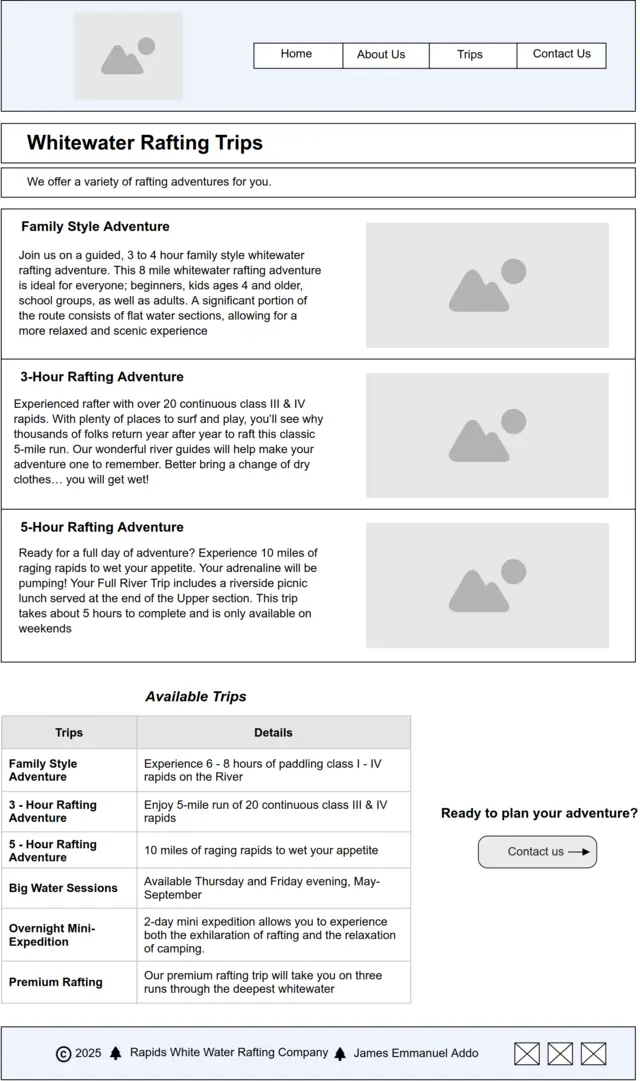 Home
About Us
Trips
Contact Us
Whitewater Rafting Trips
We offer a variety of rafting adventures for you.
Family Style Adventure
Join us on a guided, 3 to 4 hour family style whitewater
rafting adventure. This 8 mile whitewater rafting adventure
is ideal for everyone; beginners, kids ages 4 and older,
school groups, as well as adults. A significant portion of
the route consists of flat water sections, allowing for a
more relaxed and scenic experience
3-Hour Rafting Adventure
Experienced rafter with over 20 continuous class III & IV
rapids. With plenty of places to surf and play, you’ll see why
thousands of folks return year after year to raft this classic
5-mile run. Our wonderful river guides will help make your
adventure one to remember. Better bring a change of dry
clothes… you will get wet!
5-Hour Rafting Adventure
Ready for a full day of adventure? Experience 10 miles of
raging rapids to wet your appetite. Your adrenaline will be
pumping! Your Full River Trip includes a riverside picnic
lunch served at the end of the Upper section. This trip
takes about 5 hours to complete and is only available on
weekends
Available Trips
Trips
Details
Family Style
Adventure
Experience 6 - 8 hours of paddling class I - IV
rapids on the River
3 - Hour Rafting
Adventure
Enjoy 5-mile run of 20 continuous class III & IV
rapids
5 - Hour Rafting
Adventure
10 miles of raging rapids to wet your appetite
Big Water Sessions
Available Thursday and Friday evening, May-
September
Overnight Mini-
Expedition
2-day mini expedition allows you to experience
both the exhilaration of rafting and the relaxation
of camping.
Premium Rafting
Our premium rafting trip will take you on three
runs through the deepest whitewater
Ready to plan your adventure?
Contact us
© 2025 Rapids White Water Rafting Company James Emmanuel Addo